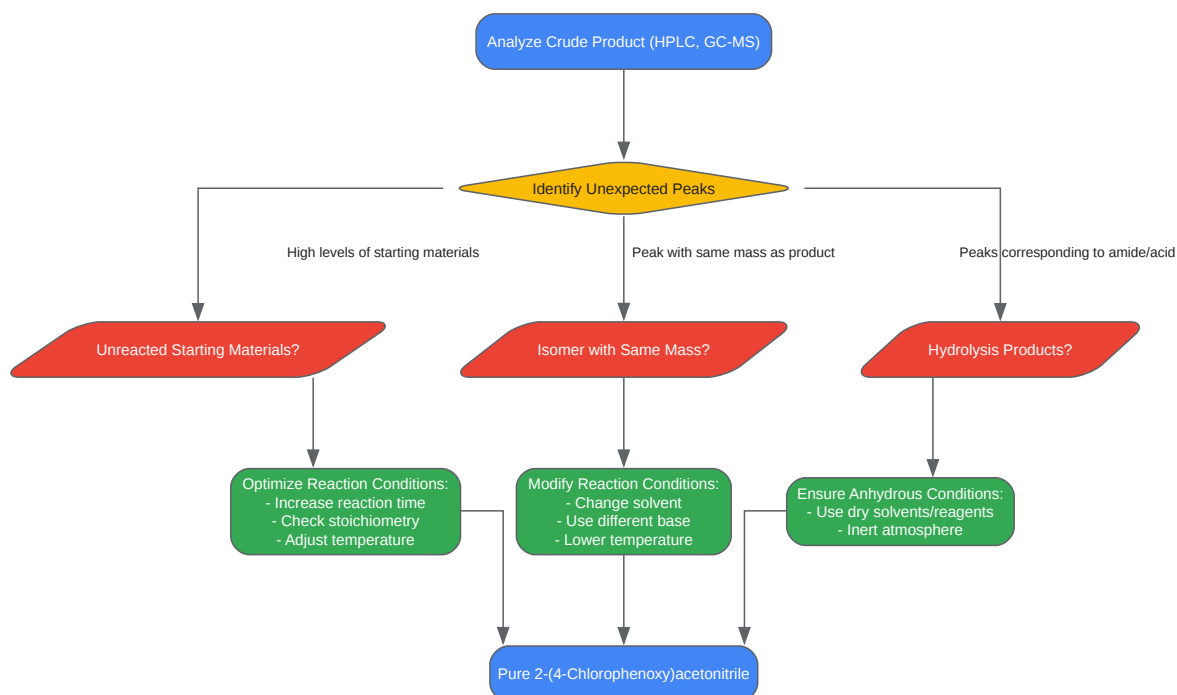 Analyze Crude Product (HPLC, GC-MS)
Identify Unexpected Peaks
High levels of starting materials
Peak with same mass as product
Peaks corresponding to amide/acid
Unreacted Starting Materials?
Isomer with Same Mass?
Hydrolysis Products?
Optimize Reaction Conditions:
- Increase reaction time
- Check stoichiometry
- Adjust temperature
Modify Reaction Conditions:
- Change solvent
- Use different base
- Lower temperature
Ensure Anhydrous Conditions:
- Use dry solvents/reagents
- Inert atmosphere
Pure 2-(4-Chlorophenoxy)acetonitrile